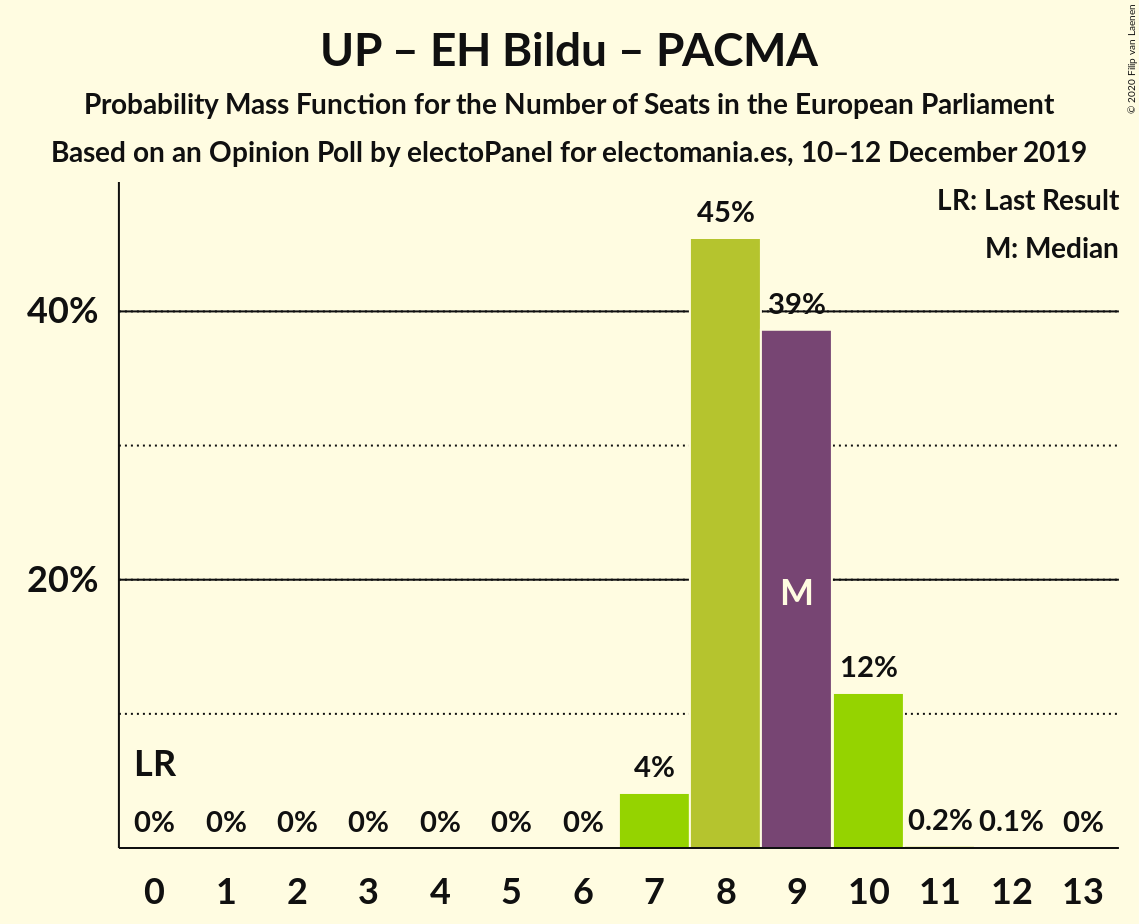 UP – EH Bildu – PACMA
Probability Mass Function for the Number of Seats in the European Parliament
Based on an Opinion Poll by electoPanel for electomania.es, 10–12 December 2019
© 2020 Filip van Laenen
LR: Last Result
M: Median
45%
40%
39%
20%
M
12%
LR
4%
0% 0% 0% 0% 0% 0% 0% 0.2% 0.1% 0%
0 1 2 3 4 5 6 7 8 9 10 11 12 13